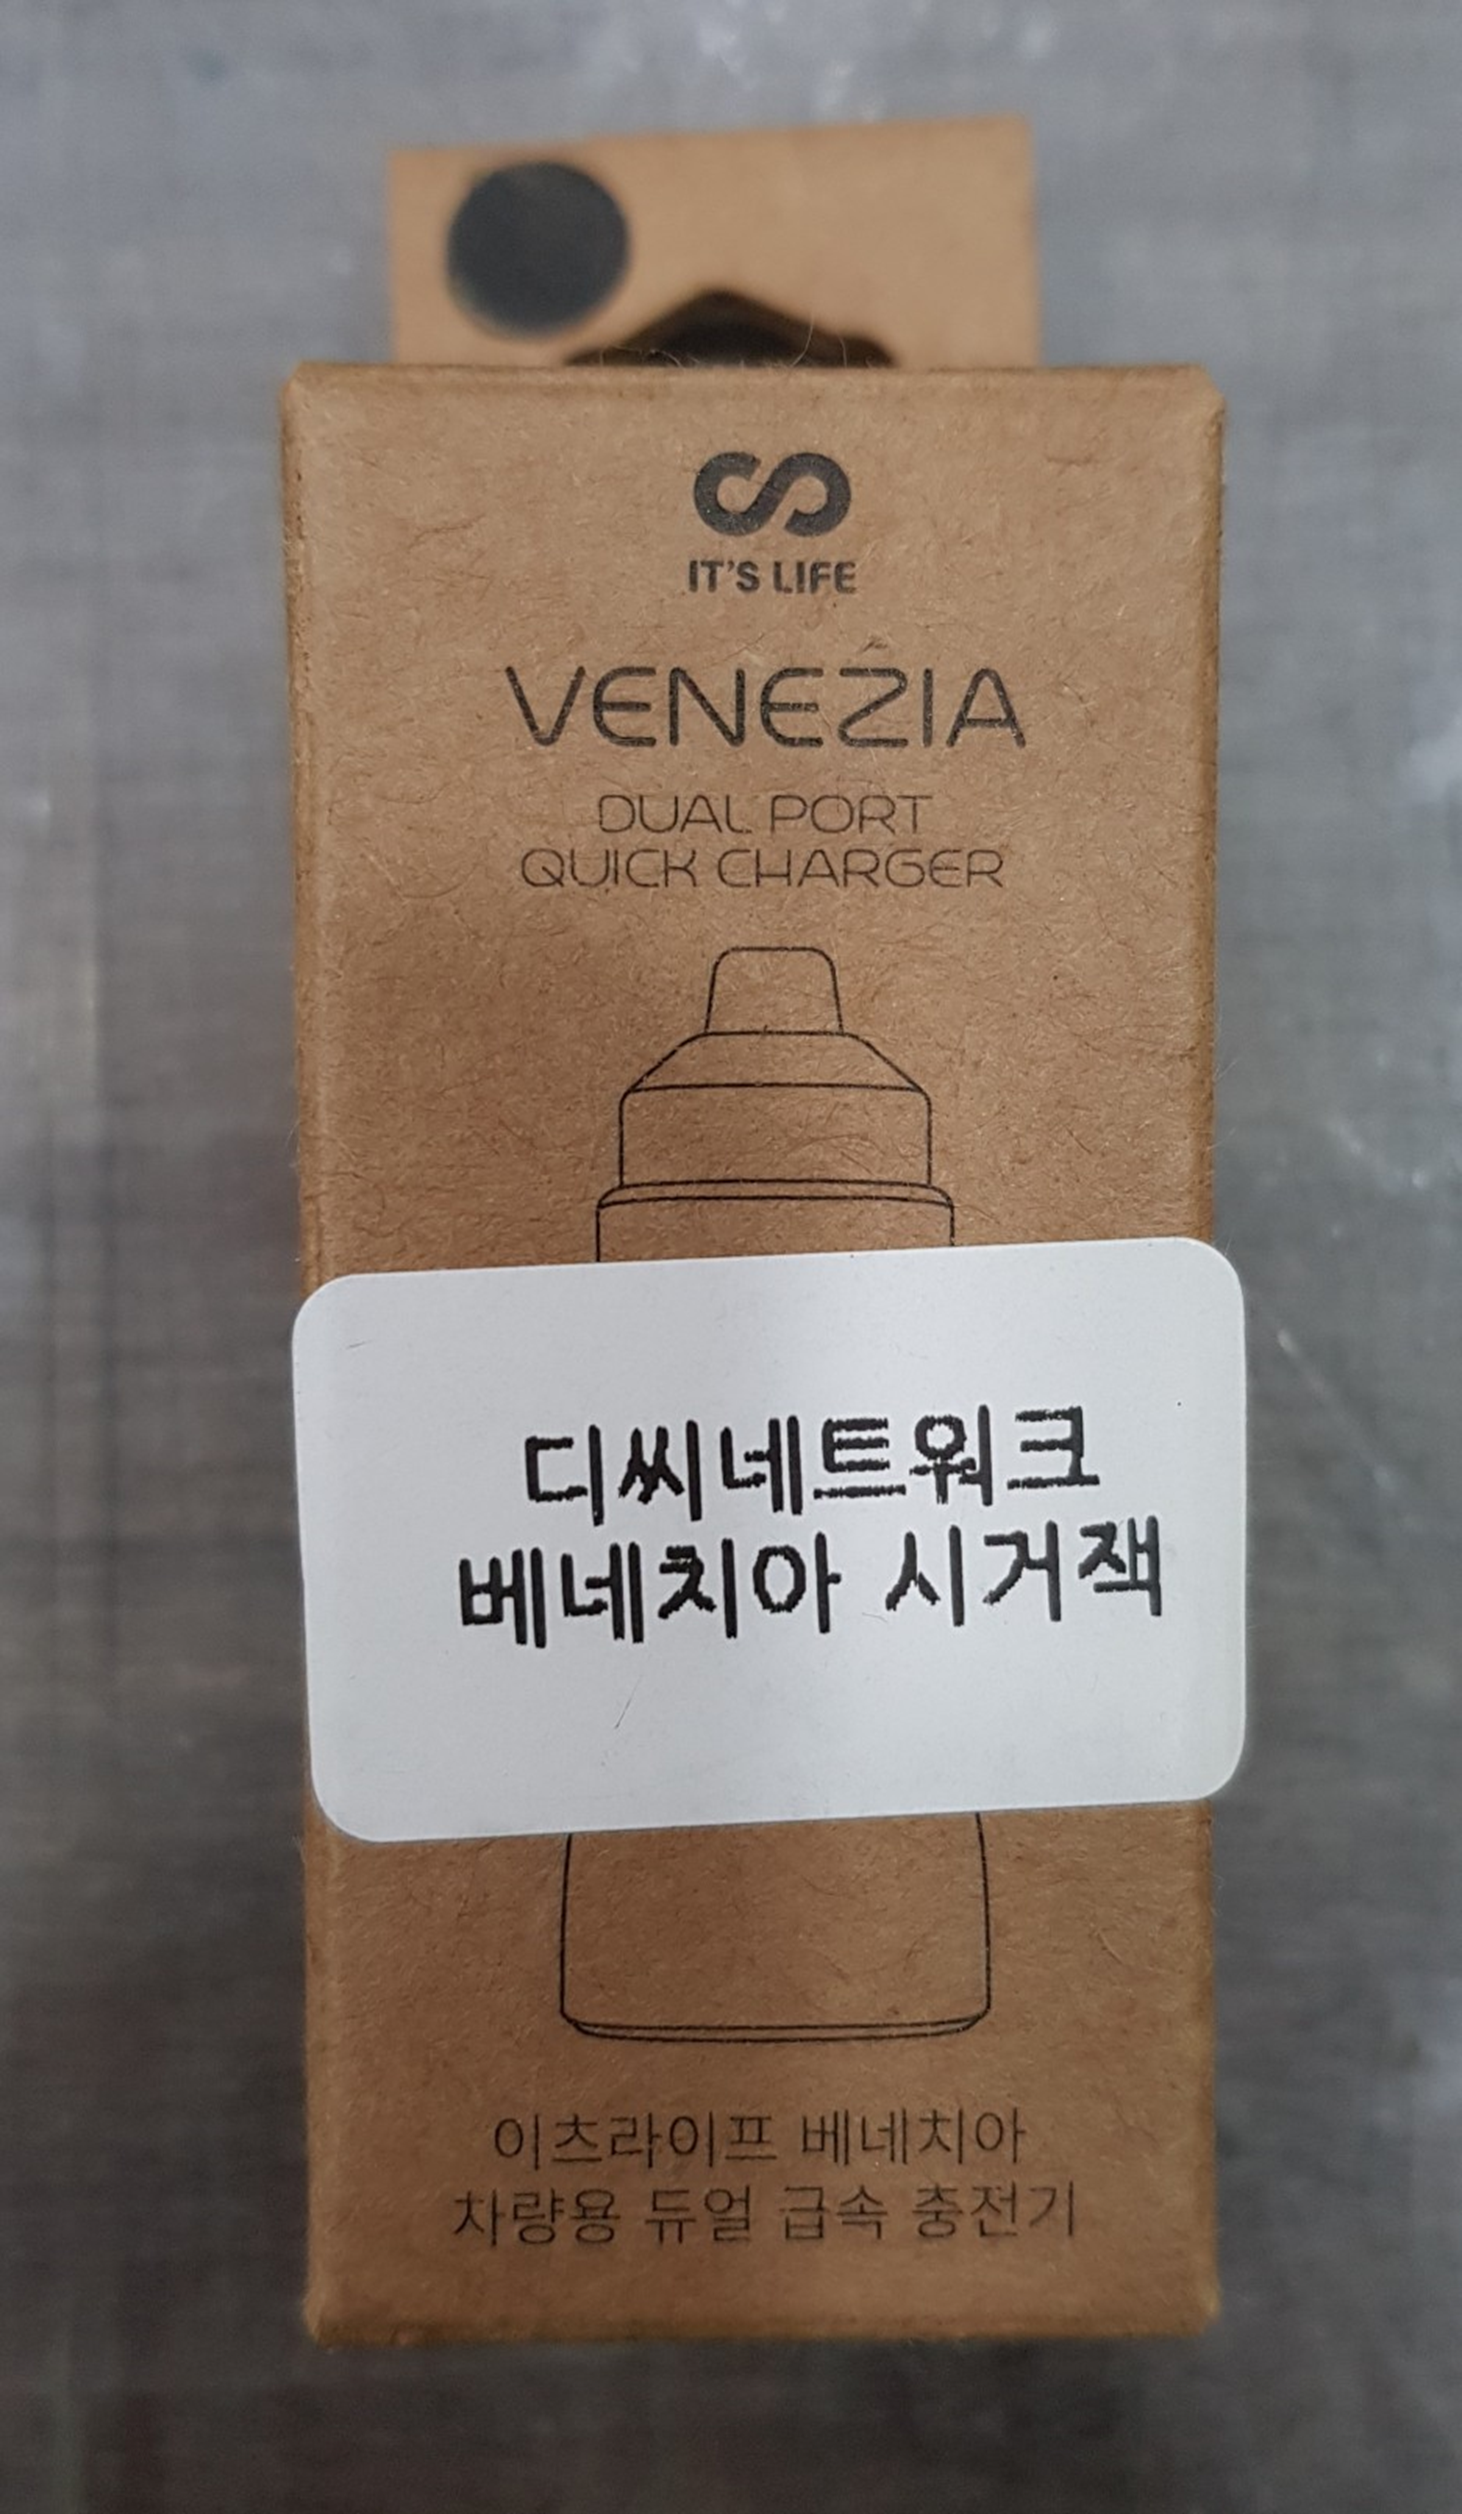 IT'S LIFE
VENEZIA
DUAL PORT
QUICK CHARGER
디씨네트워크
베네치아 시거잭
이츠라이프 베네치아
차량용 듀얼 급속 충전기